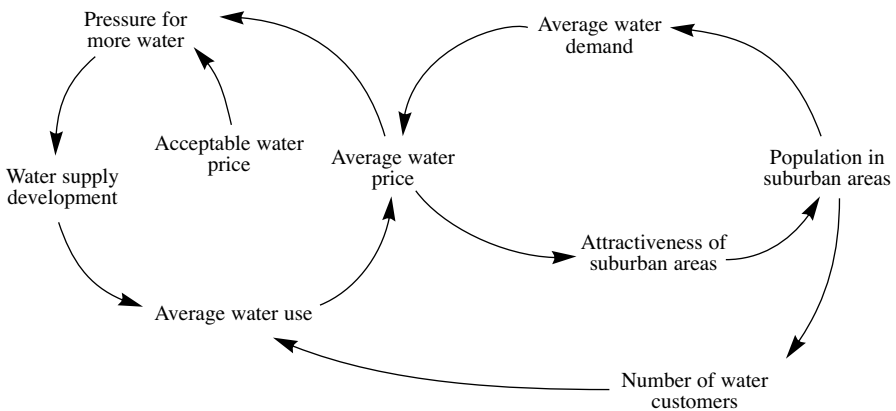 Pressure for
more water
Average water
demand
Acceptable water
price
Average water
price
Population in
suburban areas
Water supply
development
Attractiveness of
suburban areas
Average water use
Number of water
customers